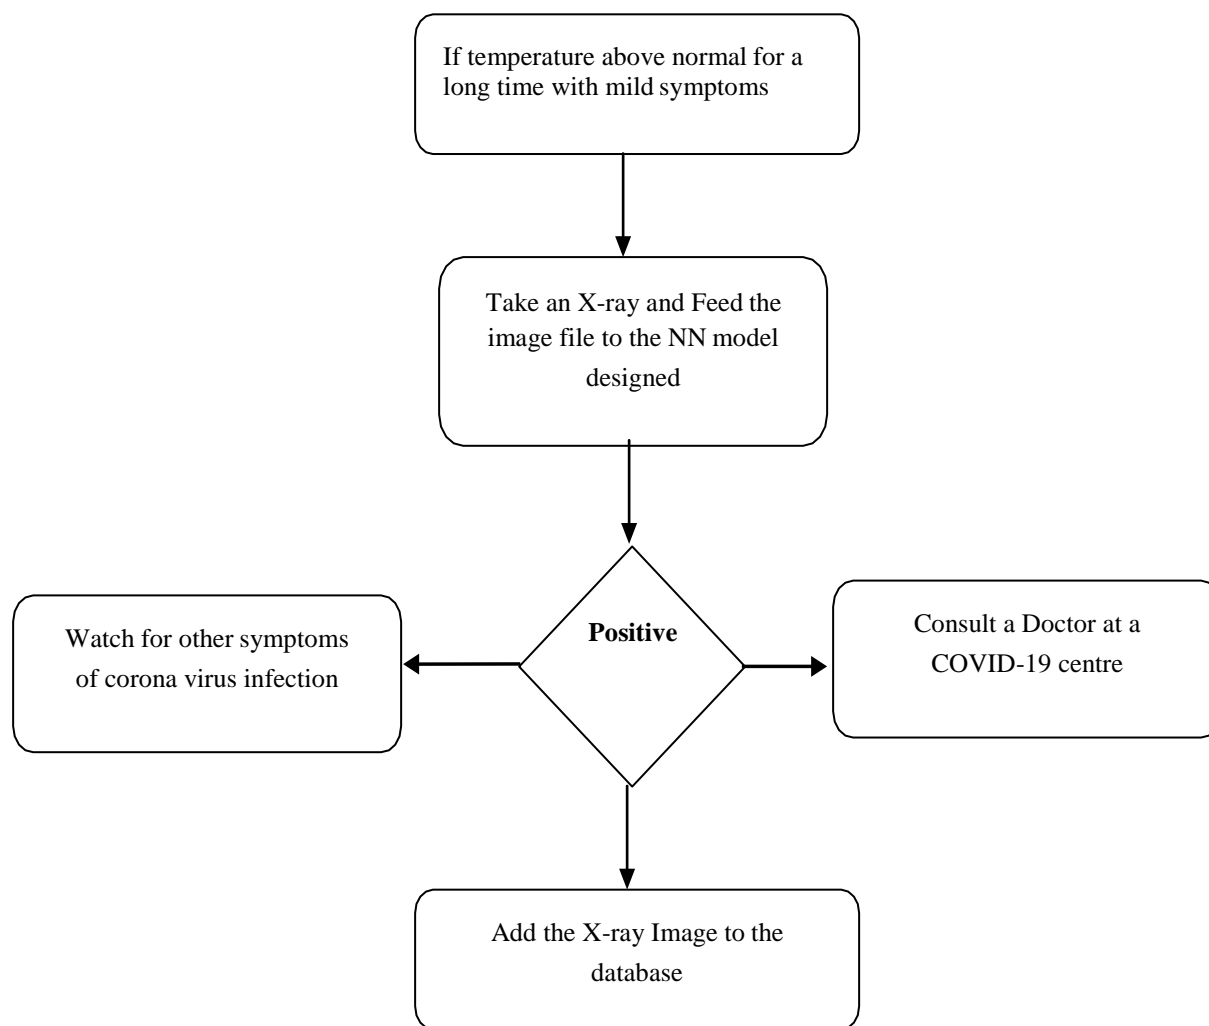 If temperature above normal for a
long time with mild symptoms
Take an X-ray and Feed the
image file to the NN model
designed
Positive
Watch for other symptoms
of corona virus infection
Consult a Doctor at a
COVID-19 centre
Add the X-ray Image to the
database